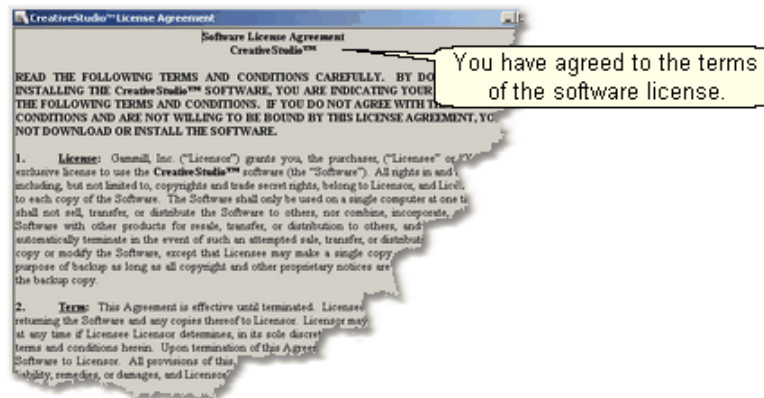 CreativeStudio™ License Agreement
Software License Agreement
CreativeStudio™
You have agreed to the terms
of the software license.
READ THE FOLLOWING TERMS AND CONDITIONS CAREFULLY. BY DO
INSTALLING THE CreativeStudio™ SOFTWARE, YOU ARE INDICATING YOUR
THE FOLLOWING TERMS AND CONDITIONS. IF YOU DO NOT AGREE WITH T
CONDITIONS AND ARE NOT WILLING TO BE BOUND BY THIS LICENSE AGREEMENT, YO
NOT DOWNLOAD OR INSTALL THE SOFTWARE.
1. License: Gammill, Inc. ("Licensor") grants you, the purchaser, ("Licensee" or
exclusive license to use the CreativeStudio™ software (the "Software"). All rights in and
including, but not limited to, copyrights and trade secret rights, belong to Licensor, and
to each copy of the Software. The Software shall only be used on a single computer at one
shall not sell, transfer, or distribute the Software to others, nor combine, incorporate,
Software with other products for resale, transfer, or distribution to others, and
automatically terminate in the event of such an attempted sale, transfer, or distribut
copy or modify the Software, except that Licensee may make a single copy
purpose of backup as long as all copyright and other proprietary notices are
the backup copy.
2. Term: This Agreement is effective until terminated. Licensee
returning the Software and any copies thereof to Licensor. Licensor may
at any time if Licensee Licensor determines, in its sole discret
terms and conditions herein. Upon termination of this Agree
Software to Licensor. All provisions of this
liability, remedies, or damages, and Licensor'